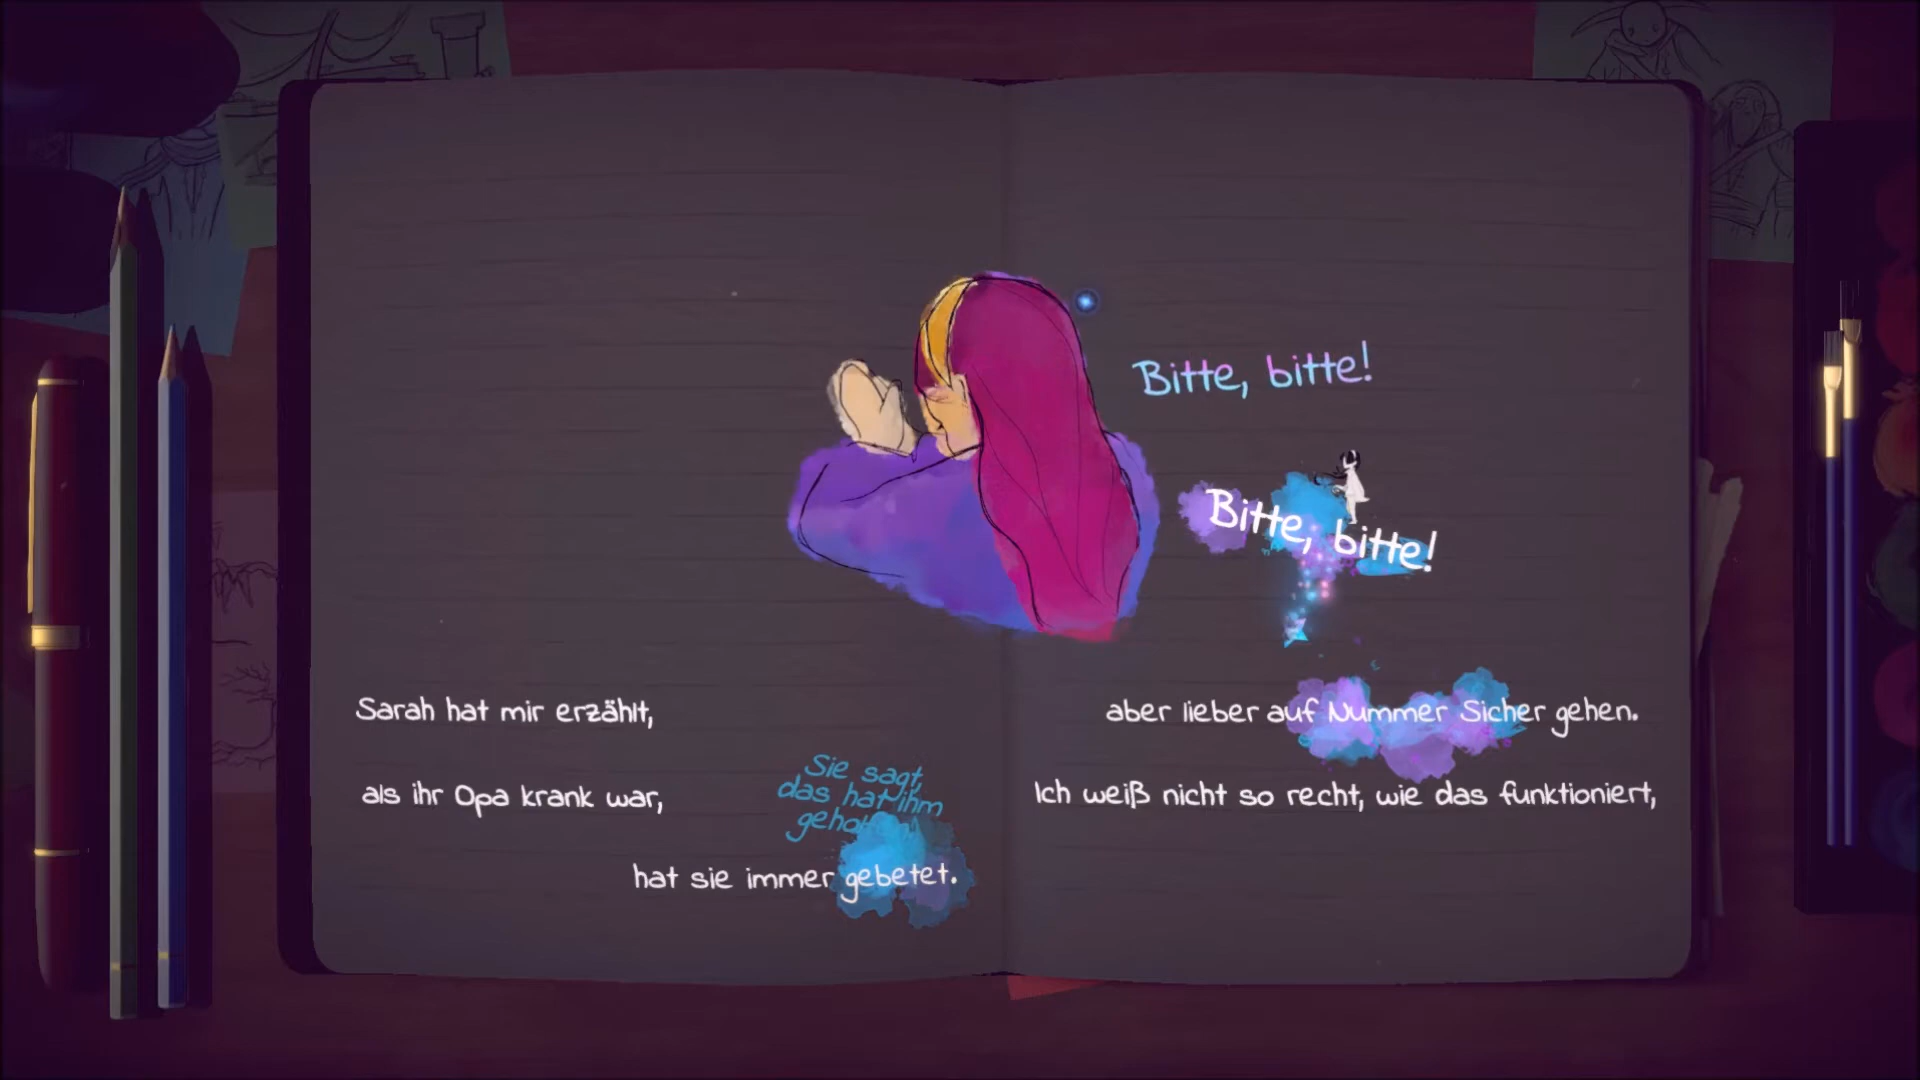 Bitte, bitte!
Bitte, bitte!
Sarah hat mir erzählt,
als ihr Opa krank war,
Sie sagt,
das hat ihm
hat sie immer gebetet.
aber lieber auf Nummer Sicher gehen.
Ich weiß nicht so recht, wie das funktioniert,